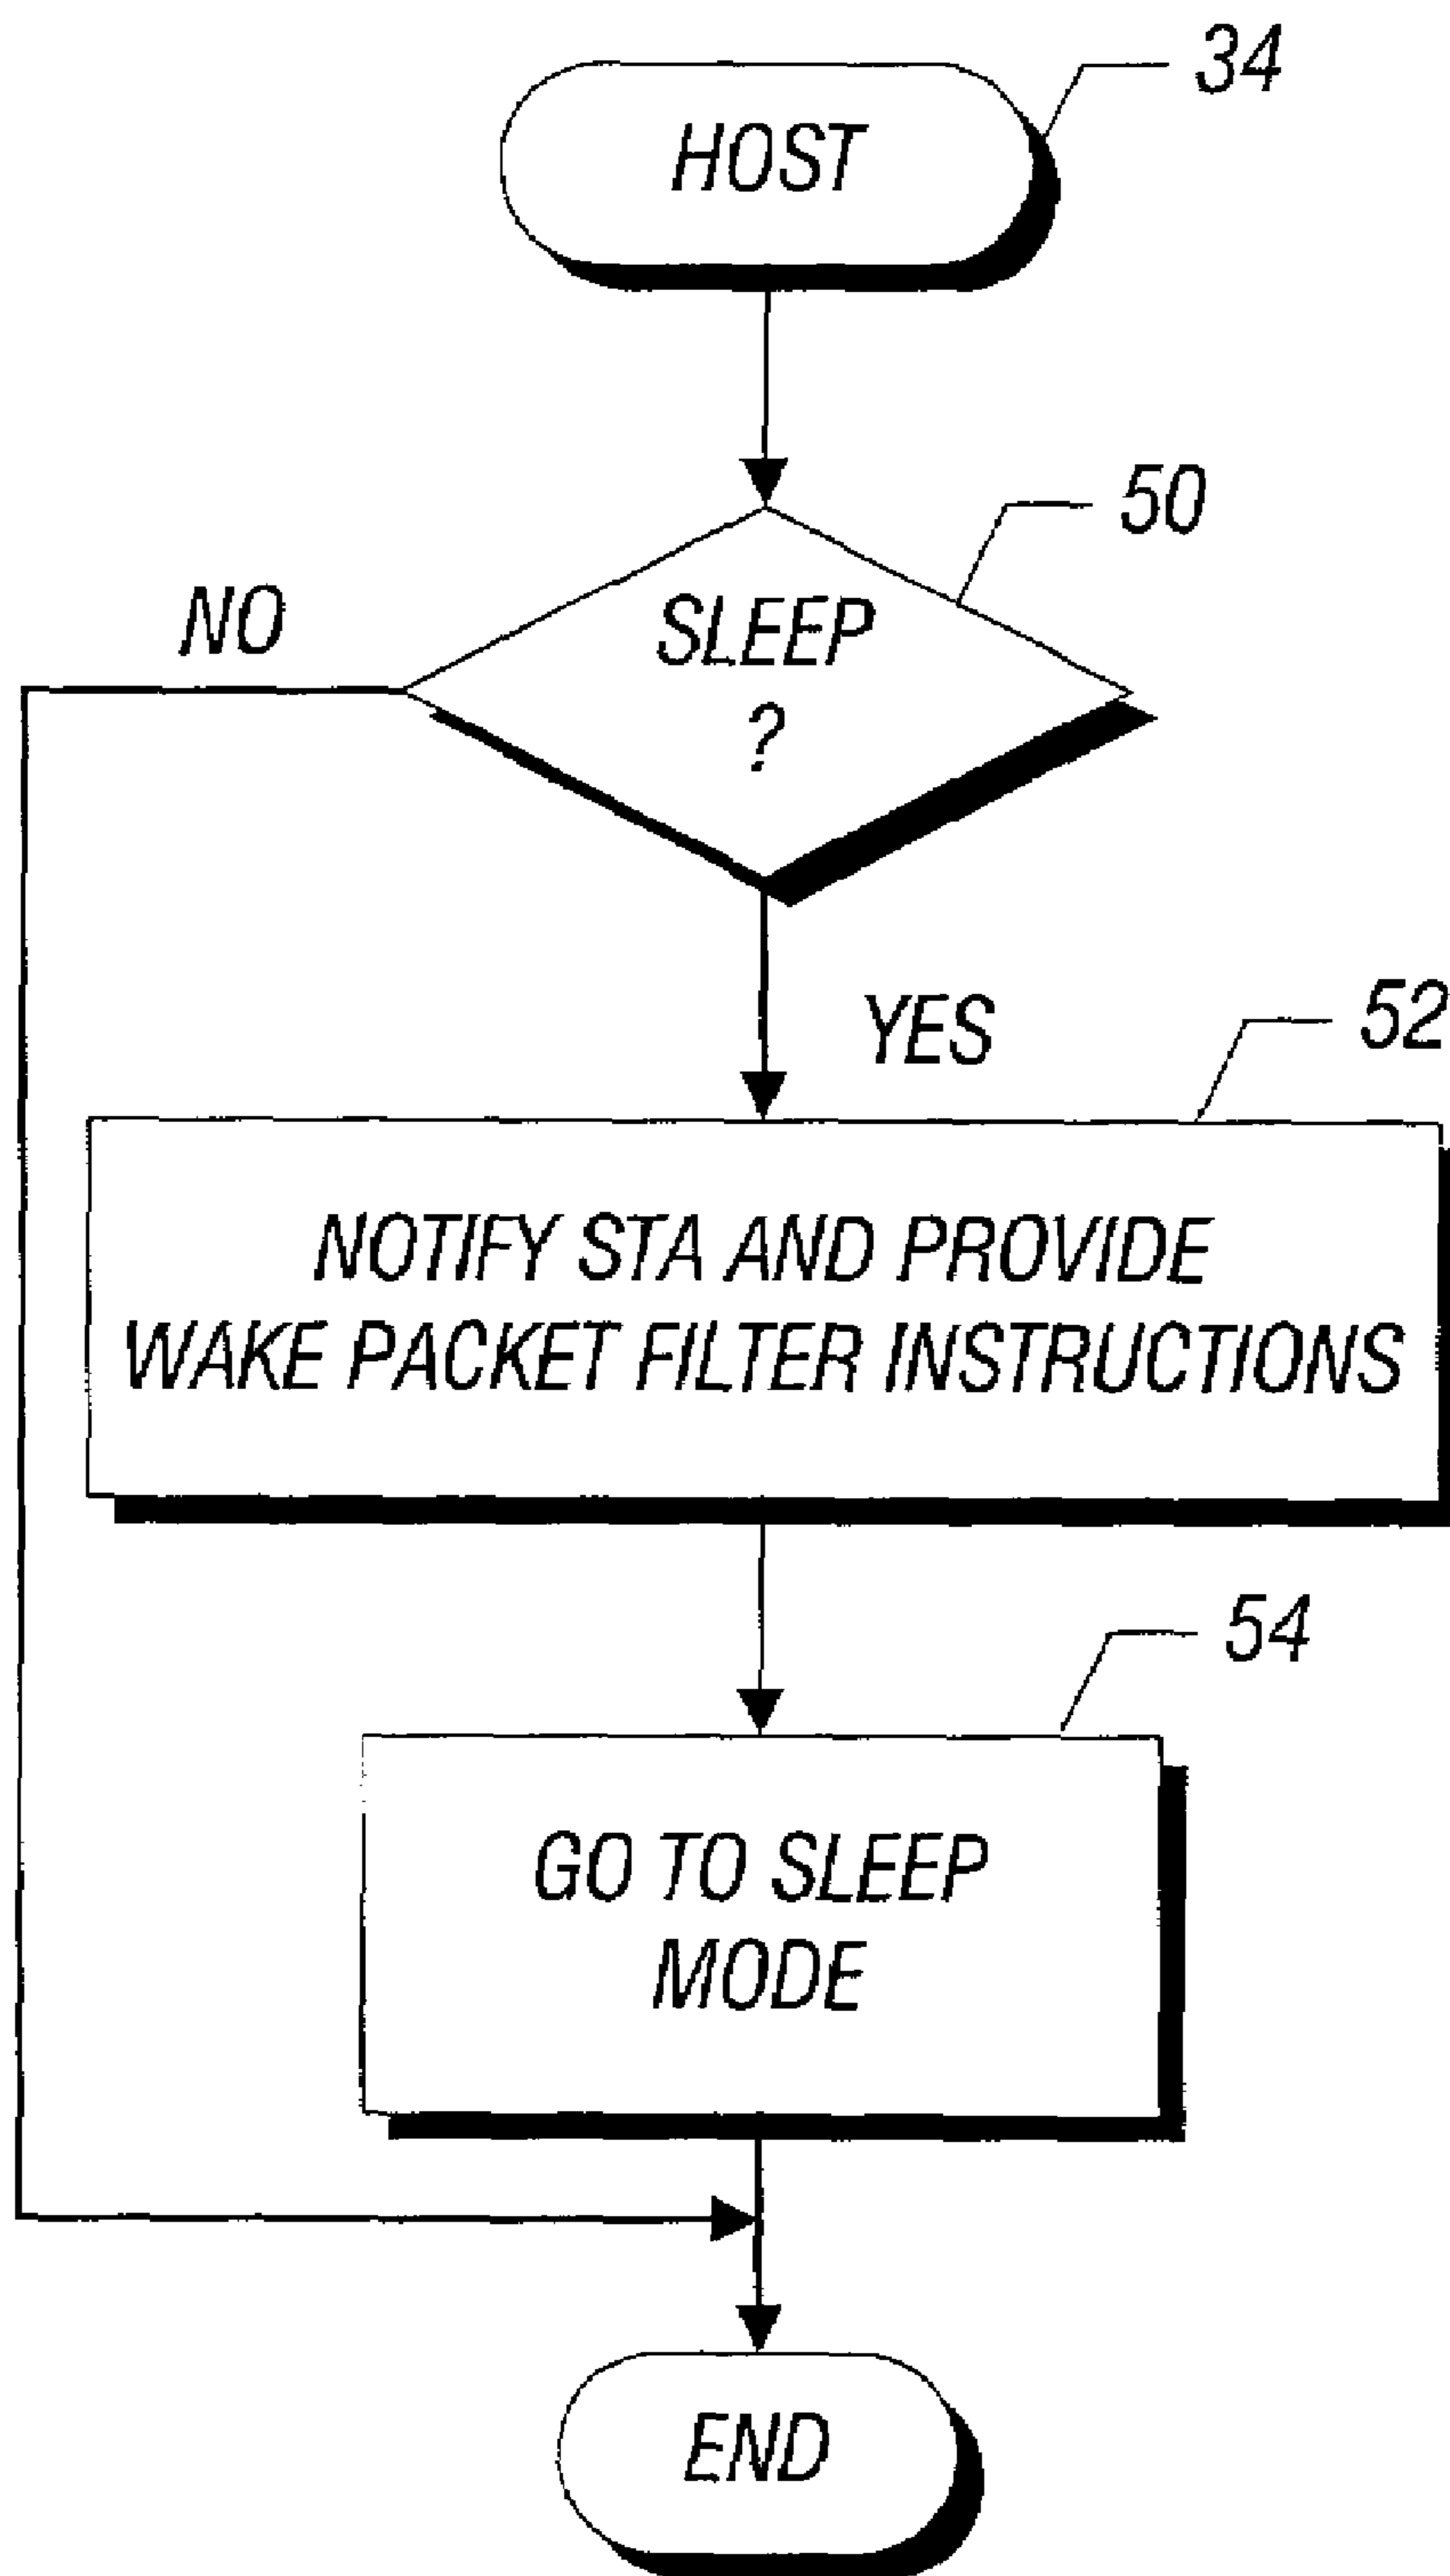 34
HOST
50
NO
SLEEP
?
YES
52
NOTIFY STA AND PROVIDE
WAKE PACKET FILTER INSTRUCTIONS
54
GO TO SLEEP
MODE
END